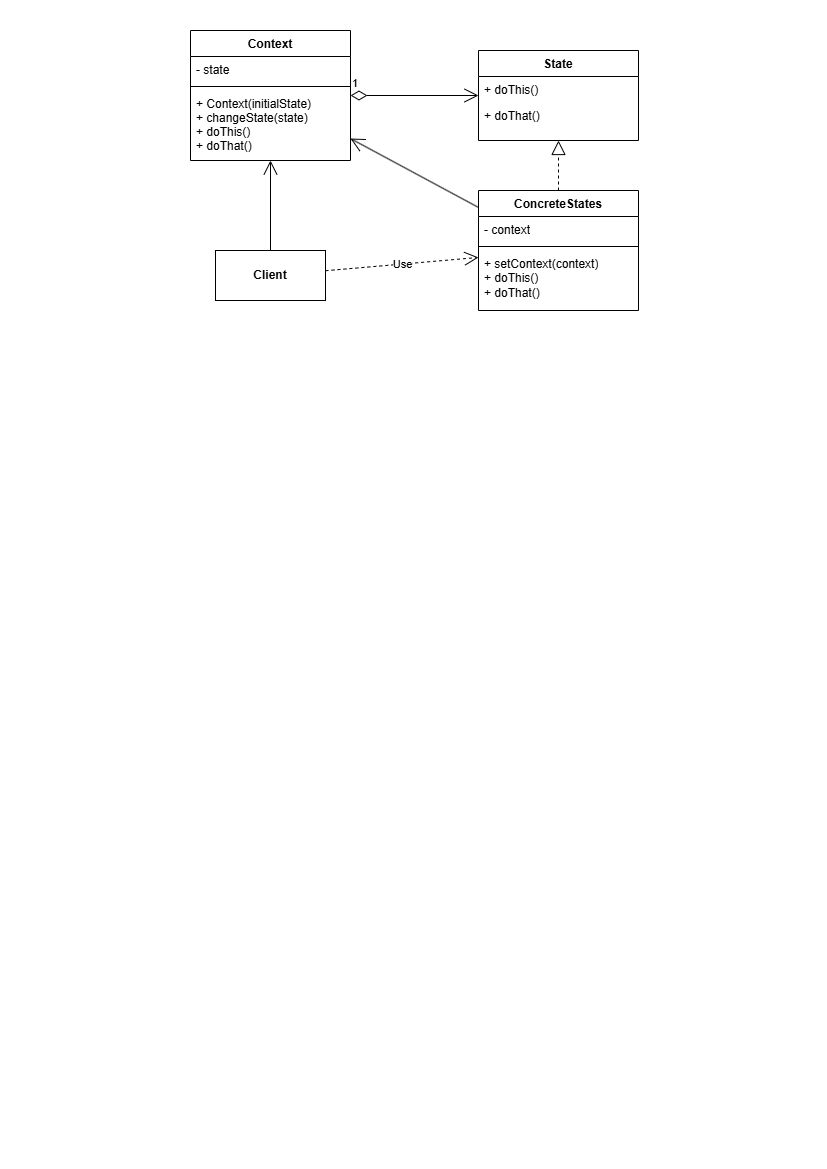 Context
- state
+ Context(initialState)
+ changeState(state)
+ doThis()
+ doThat()
1
State
+ doThis()
+ doThat()
ConcreteStates
- context
+ setContext(context)
+ doThis()
+ doThat()
Client
Use